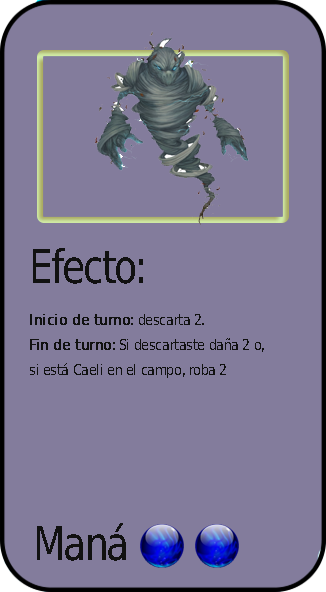 Efecto:
Inicio de turno: descarta 2.
Fin de turno: Si descartaste daña 2 o,
si está Caeli en el campo, roba 2
Maná